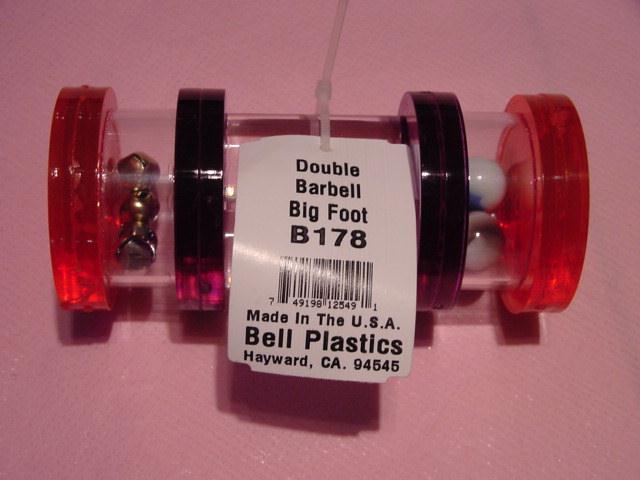 Double
Barbell
Big Foot
B178
7 49198 12549 1
Made In The U.S.A.
Bell Plastics
Hayward, CA. 94545